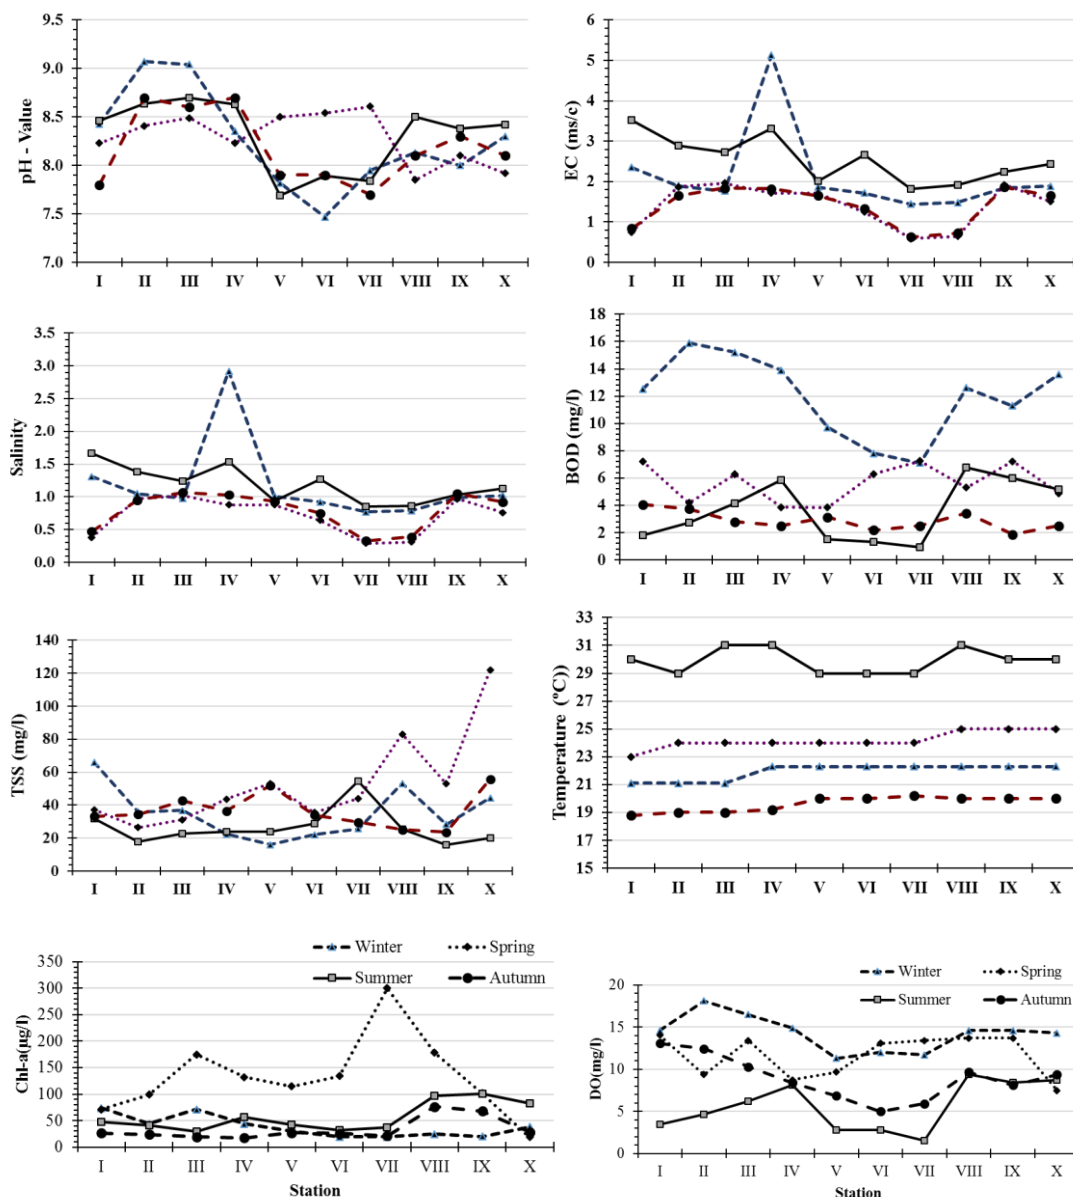 9.5
9.0
8.5
8.0
7.5
7.0
pH - Value
I II III IV V VI VII VIII IX X
6
5
4
3
2
1
0
EC (ms/c)
I II III IV V VI VII VIII IX X
3.5
3.0
2.5
2.0
1.5
1.0
0.5
0.0
Salinity
I II III IV V VI VII VIII IX X
18
16
14
12
10
8
6
4
2
0
BOD (mg/l)
I II III IV V VI VII VIII IX X
140
120
100
80
60
40
20
0
TSS (mg/l)
I II III IV V VI VII VIII IX X
33
31
29
27
25
23
21
19
17
15
Temperature (°C))
I II III IV V VI VII VIII IX X
Winter Spring
Summer Autumn
350
300
250
200
150
100
50
0
Chl-a(µg/l)
I II III IV V VI VII VIII IX X
Station
Winter Spring
Summer Autumn
20
15
10
5
0
DO(mg/l)
I II III IV V VI VII VIII IX X
Station